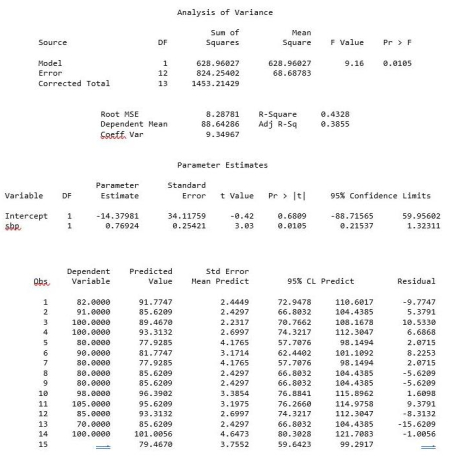 Analysis of Variance
Sum of Mean
Source DF Squares Square F Value Pr > F
Model 1 628.96027 628.96027 9.16 0.0105
Error 12 824.25402 68.68783
Corrected Total 13 1453.21429
Root MSE 8.28781 R-Square 0.4328
Dependent Mean 88.64286 Adj R-Sq 0.3855
Coeff Var 9.34967
Parameter Estimates
Parameter Standard
Variable DF Estimate Error t Value Pr > |t| 95% Confidence Limits
Intercept 1 -14.37981 34.11759 -0.42 0.6809 -88.71565 59.95602
sbp 1 0.76924 0.25421 3.03 0.0105 0.21537 1.32311
Dependent Predicted Std Error
Obs Variable Value Mean Predict 95% CL Predict Residual
1 82.0000 91.7747 2.4449 72.9478 110.6017 -9.7747
2 91.0000 85.6209 2.4297 66.8032 104.4385 5.3791
3 100.0000 89.4670 2.2317 70.7662 108.1678 10.5330
4 100.0000 93.3132 2.6997 74.3217 112.3047 6.6868
5 80.0000 77.9285 4.1765 57.7076 98.1494 2.0715
6 90.0000 81.7747 3.1714 62.4402 101.1092 8.2253
7 80.0000 77.9285 4.1765 57.7076 98.1494 2.0715
8 80.0000 85.6209 2.4297 66.8032 104.4385 -5.6209
9 80.0000 85.6209 2.4297 66.8032 104.4385 -5.6209
10 98.0000 96.3902 3.3854 76.8841 115.8962 1.6098
11 105.0000 95.6209 3.1975 76.2660 114.9758 9.3791
12 85.0000 93.3132 2.6997 74.3217 112.3047 -8.3132
13 70.0000 85.6209 2.4297 66.8032 104.4385 -15.6209
14 100.0000 101.0056 4.6473 80.3028 121.7083 -1.0056
15 79.4670 3.7552 59.6423 99.2917